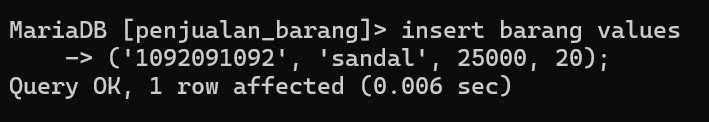 MariaDB [penjualan_barang]> insert barang values
    -> ('1092091092', 'sandal', 25000, 20);
Query OK, 1 row affected (0.006 sec)